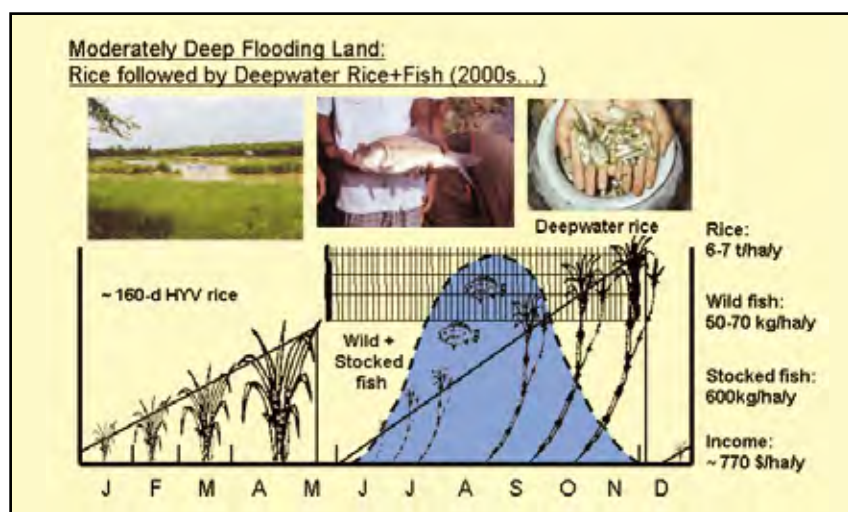 Moderately Deep Flooding Land:
Rice followed by Deepwater Rice+Fish (2000s...)
Deepwater rice
~ 160-d HYV rice
Wild +
Stocked
fish
Rice:
6-7 t/ha/y
Wild fish:
50-70 kg/ha/y
Stocked fish:
600kg/ha/y
Income:
~ 770 $/ha/y
J F M A M J J A S O N D